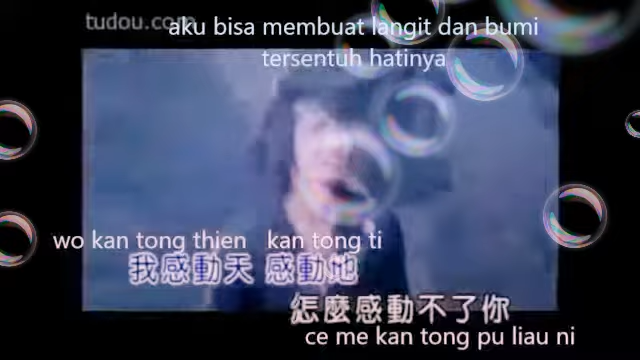 tudou.com
aku bisa membuat langit dan bumi
tersentuh hatinya
wo kan tong thien kan tong ti
我感動天 感動地
怎麼感動不了你
ce me kan tong pu liau ni